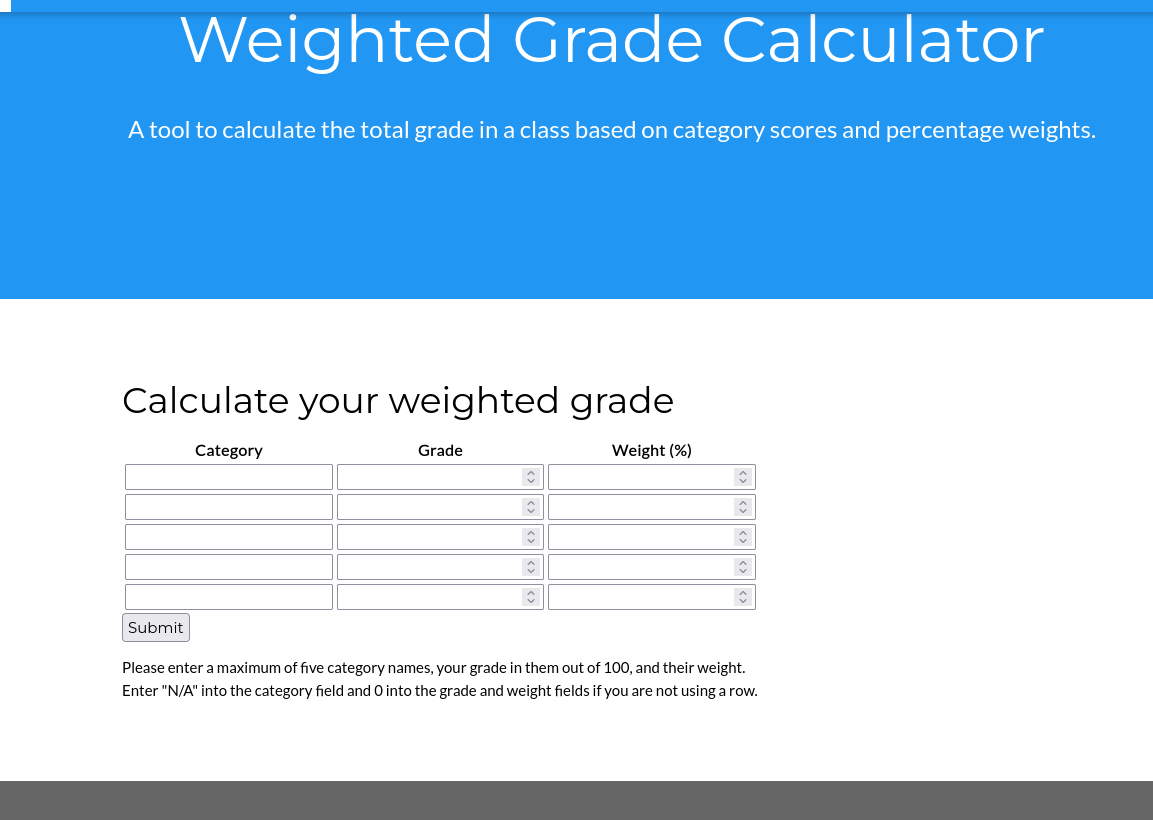 Weighted Grade Calculator
A tool to calculate the total grade in a class based on category scores and percentage weights.
Calculate your weighted grade
Category Grade Weight (%)
Submit
Please enter a maximum of five category names, your grade in them out of 100, and their weight.
Enter "N/A" into the category field and 0 into the grade and weight fields if you are not using a row.